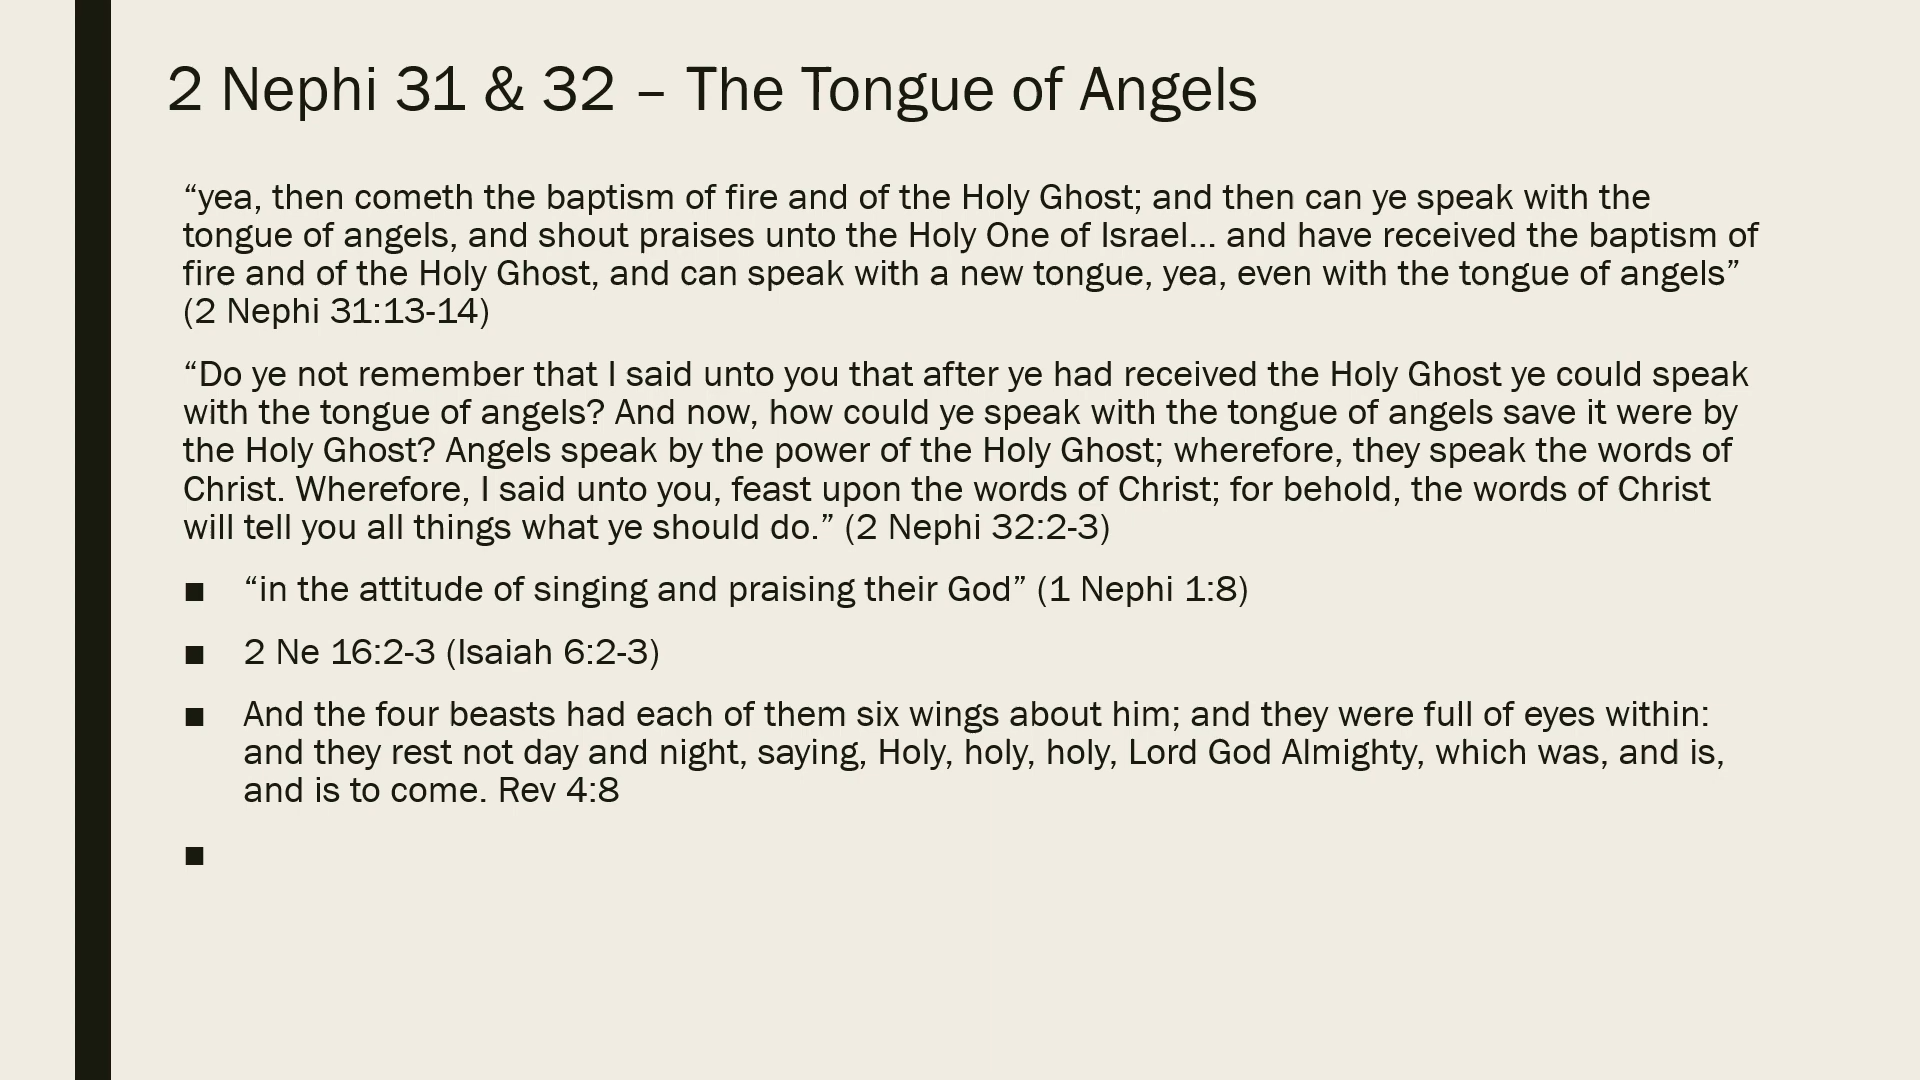 2 Nephi 31 & 32 – The Tongue of Angels
“yea, then cometh the baptism of fire and of the Holy Ghost; and then can ye speak with the
tongue of angels, and shout praises unto the Holy One of Israel... and have received the baptism of
fire and of the Holy Ghost, and can speak with a new tongue, yea, even with the tongue of angels”
(2 Nephi 31:13-14)
“Do ye not remember that I said unto you that after ye had received the Holy Ghost ye could speak
with the tongue of angels? And now, how could ye speak with the tongue of angels save it were by
the Holy Ghost? Angels speak by the power of the Holy Ghost; wherefore, they speak the words of
Christ. Wherefore, I said unto you, feast upon the words of Christ; for behold, the words of Christ
will tell you all things what ye should do.” (2 Nephi 32:2-3)
■ “in the attitude of singing and praising their God” (1 Nephi 1:8)
■ 2 Ne 16:2-3 (Isaiah 6:2-3)
■ And the four beasts had each of them six wings about him; and they were full of eyes within:
and they rest not day and night, saying, Holy, holy, holy, Lord God Almighty, which was, and is,
and is to come. Rev 4:8
■